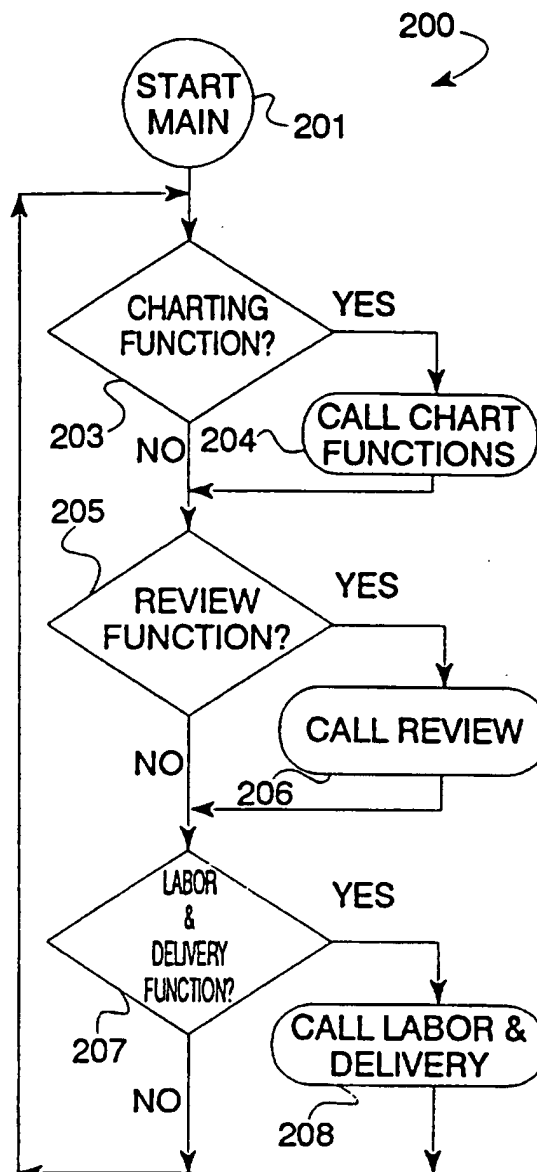 200
START
MAIN
201
CHARTING
FUNCTION?
YES
203
NO
204
CALL CHART
FUNCTIONS
205
REVIEW
FUNCTION?
YES
CALL REVIEW
NO
206
LABOR
&
DELIVERY
FUNCTION?
YES
207
CALL LABOR &
DELIVERY
NO
208